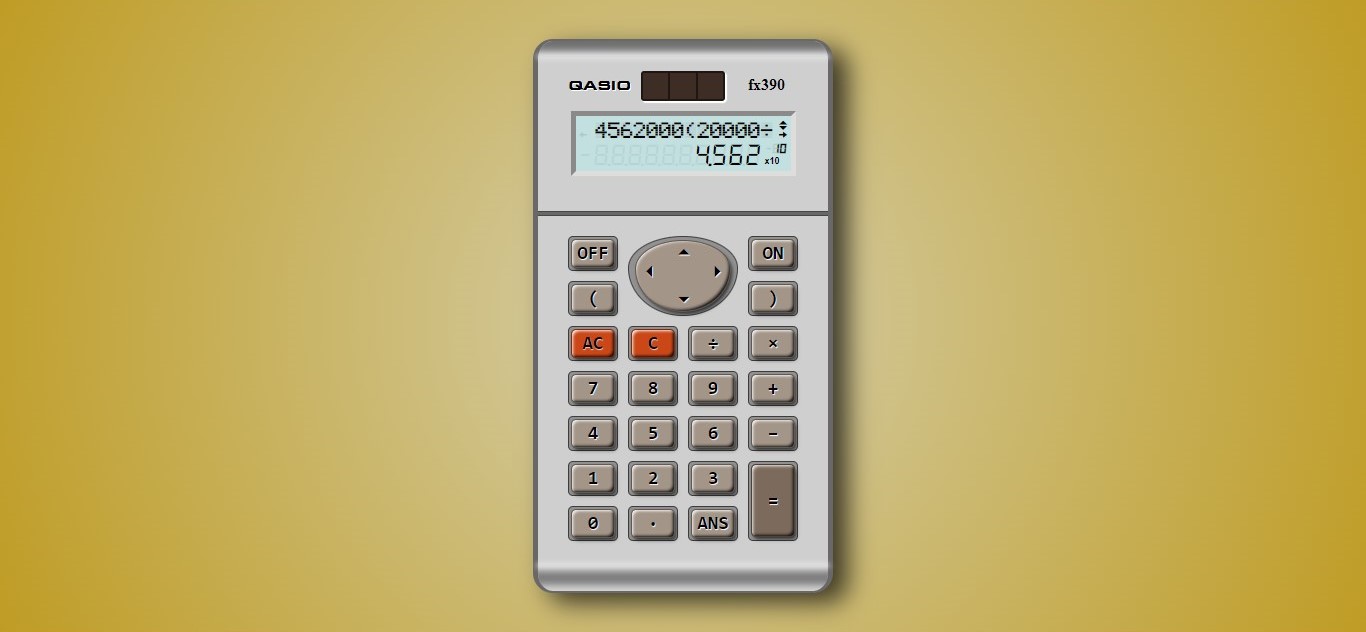 QASIO fx390
4562000(20000÷
4.562 x10 10
OFF ON
( )
AC C ÷ ×
7 8 9 +
4 5 6 −
1 2 3
=
0 · ANS